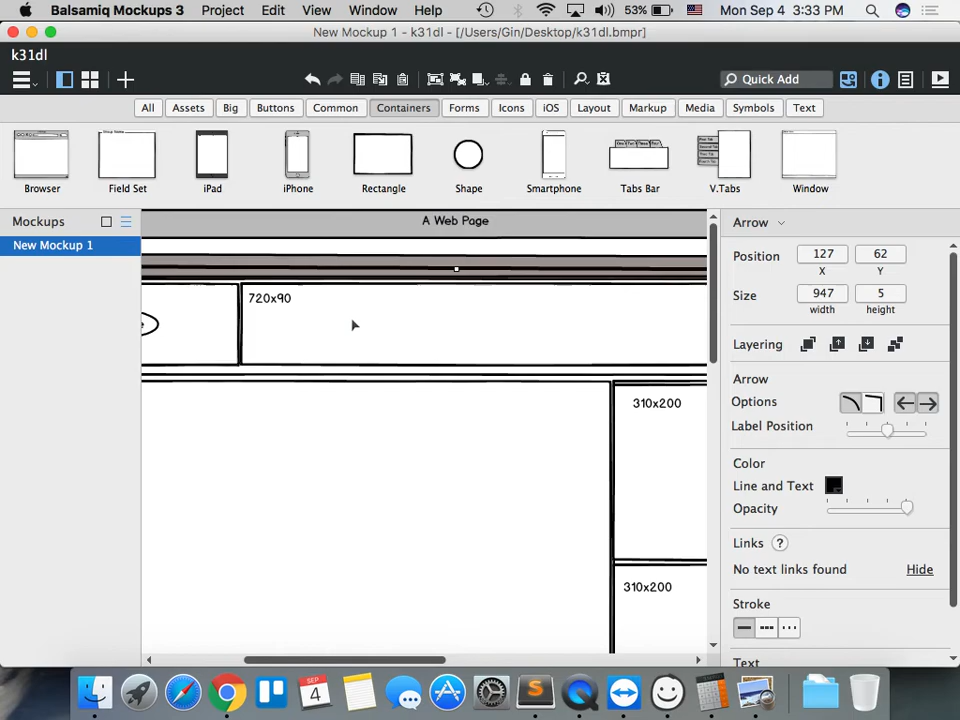 Balsamiq Mockups 3 Project Edit View Window Help 53% Mon Sep 4 3:33 PM
New Mockup 1 - k31dl - [/Users/Gin/Desktop/k31dl.bmpr]
k31dl
Quick Add
All Assets Big Buttons Common Containers Forms Icons iOS Layout Markup Media Symbols Text
Browser Field Set iPad iPhone Rectangle Shape Smartphone Tabs Bar V.Tabs Window
Mockups
New Mockup 1
A Web Page
720x90
310x200
310x200
Arrow
Position 127 62
X Y
Size 947 5
width height
Layering
Arrow
Options
Label Position
Color
Line and Text
Opacity
Links ?
No text links found Hide
Stroke
Text
SEP
4